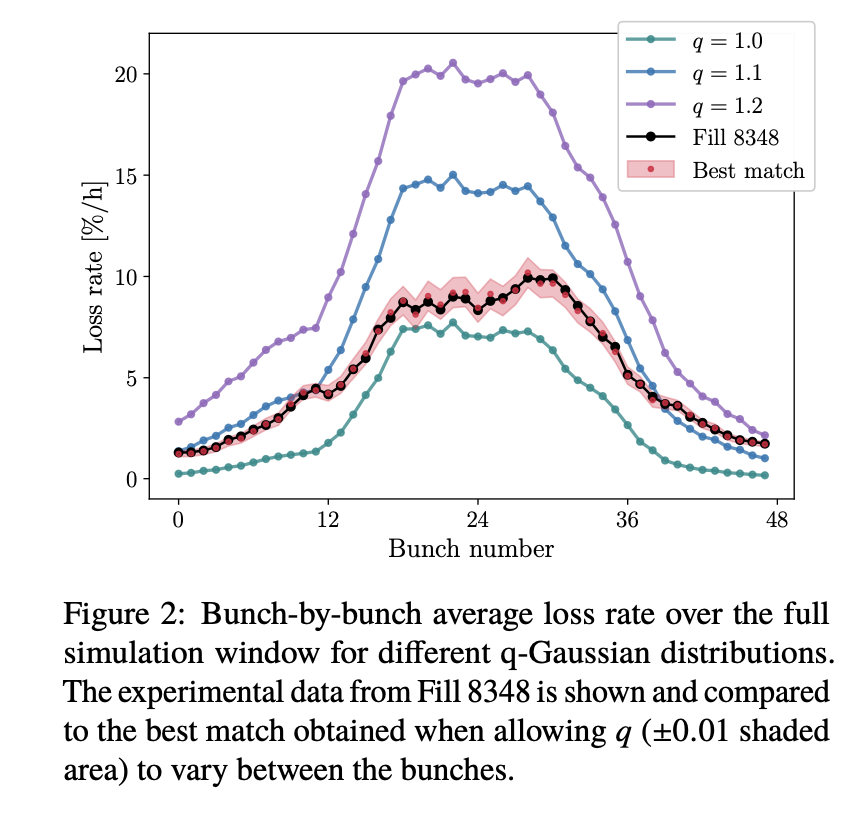 20
15
10
5
0
Loss rate [%/h]
q = 1.0
q = 1.1
q = 1.2
Fill 8348
Best match
0 12 24 36 48
Bunch number
Figure 2: Bunch-by-bunch average loss rate over the full
simulation window for different q-Gaussian distributions.
The experimental data from Fill 8348 is shown and compared
to the best match obtained when allowing q (±0.01 shaded
area) to vary between the bunches.